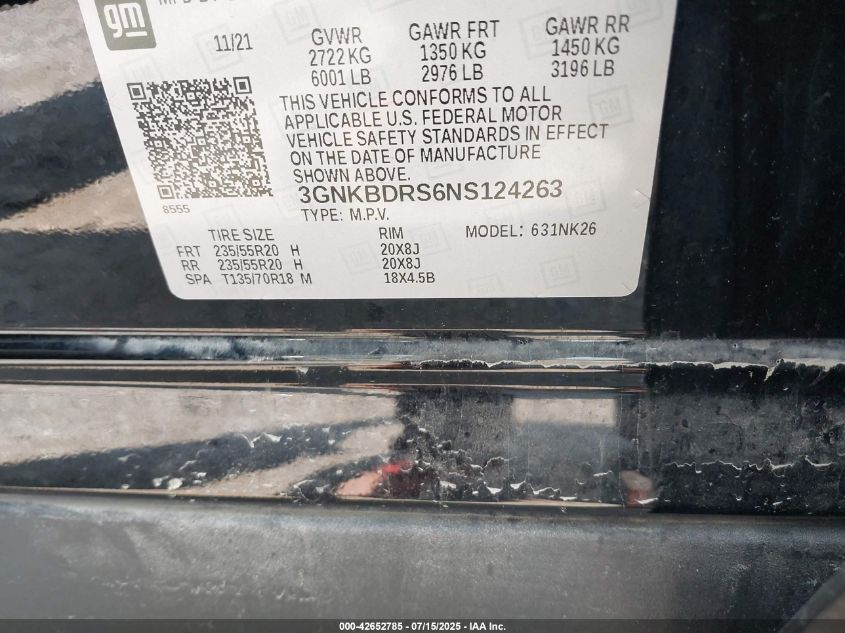 gm
11/21
GVWR
2722 KG
6001 LB
GAWR FRT
1350 KG
2976 LB
GAWR RR
1450 KG
3196 LB
THIS VEHICLE CONFORMS TO ALL
APPLICABLE U.S. FEDERAL MOTOR
VEHICLE SAFETY STANDARDS IN EFFECT
ON THE DATE OF MANUFACTURE
SHOWN ABOVE.
8555
3GNKBDRS6NS124263
TYPE: M.P.V.
TIRE SIZE RIM MODEL: 631NK26
FRT 235/55R20 H 20X8J
RR 235/55R20 H 20X8J
SPA T135/70R18 M 18X4.5B
000-42652785 - 07/15/2025 - IAA Inc.